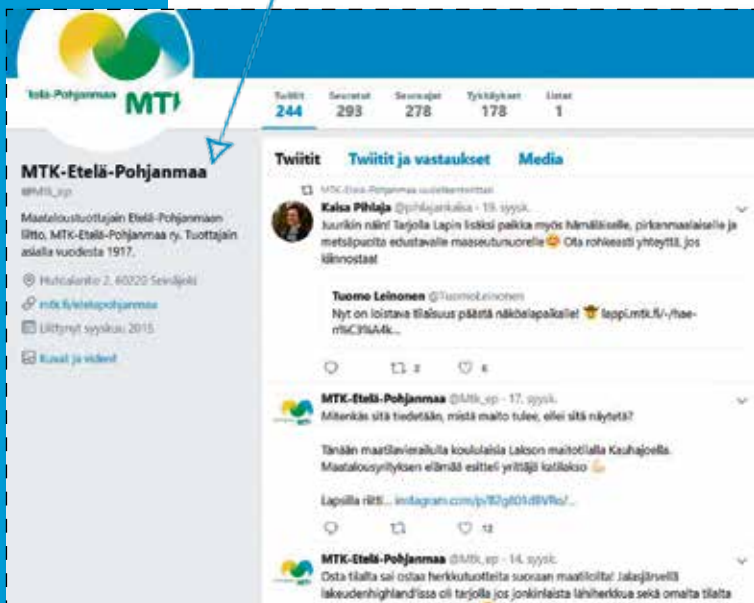 Etelä-Pohjanmaa MTK
Twiitit Seuratut Seuraajat Tykkäykset Listat
244 293 278 178 1
MTK-Etelä-Pohjanmaa
@Mtk_ep
Maataloustuottajain Etelä-Pohjanmaan
liitto, MTK-Etelä-Pohjanmaa ry. Tuottajain
asialla vuodesta 1917.
Huhtalantie 2, 60220 Seinäjoki
mtk.fi/etelapohjanmaa
Liittynyt syyskuu 2015
Kuvat ja videot
Twiitit Twiitit ja vastaukset Media
MTK-Etelä-Pohjanmaa uudelleentwiittasi
Kaisa Pihlaja @pihlajankaisa · 19. syysk.
Juurikin näin! Tarjolla Lapin lisäksi paikka myös hämäläiselle, pirkanmaalaiselle ja
metsäpuolta edustavalle maaseutunuorelle 😍 Ota rohkeasti yhteyttä, jos
kiinnostaa!
Tuomo Leinonen @TuomoLeinonen
Nyt on loistava tilaisuus päästä näköalapaikalle! 🤠 lappi.mtk.fi/-/hae-
m%C3%A4k...
2 6
MTK-Etelä-Pohjanmaa @Mtk_ep · 17. syysk.
Mitenkäs sitä tiedetään, mistä maito tulee, ellei sitä näytetä?
Tänään maatilavierailulla koululaisia Lakson maitotilalla Kauhajoella.
Maatalousyrityksen elämää esitteli yrittäjä katilakso 💪
Lapsilla riitti...
12
MTK-Etelä-Pohjanmaa @Mtk_ep · 14. syysk.
Osta tilalta sai ostaa herkkutuotteita suoraan maatiloilta! Jalasjärvellä
lakeudenhighland'issa oli tarjolla jos jonkinlaista lähiherkkua sekä omalta tilalta